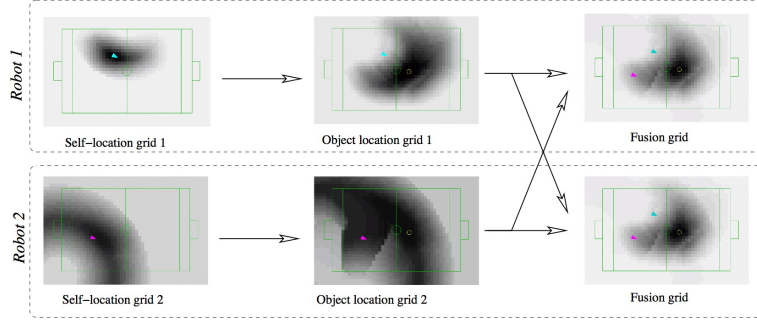 Robot 1
Self−location grid 1
Object location grid 1
Fusion grid
Robot 2
Self−location grid 2
Object location grid 2
Fusion grid